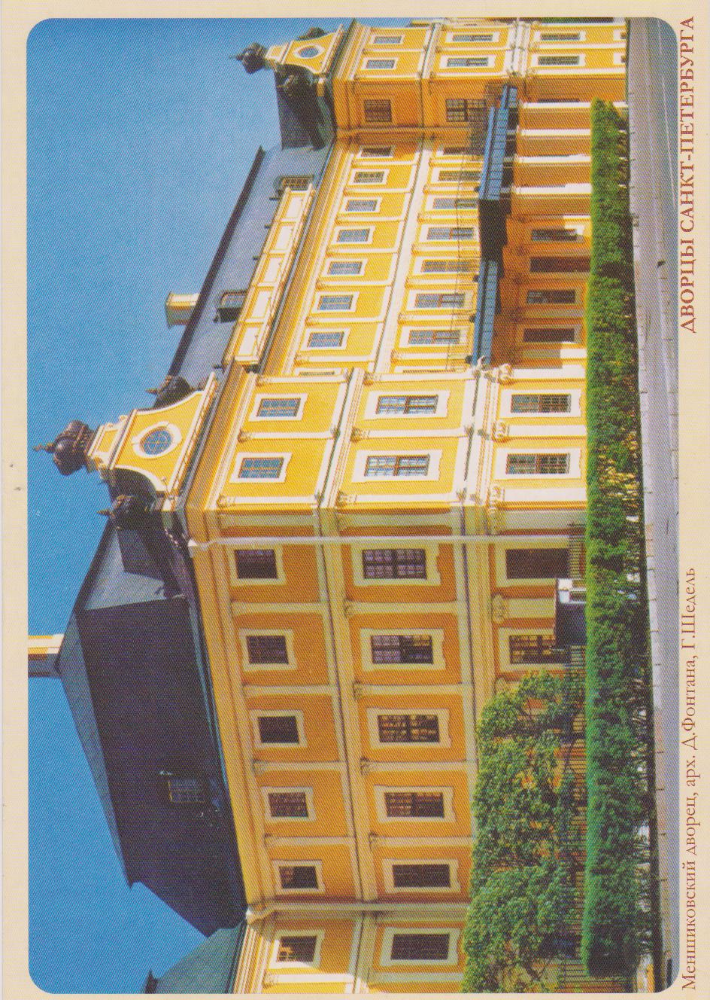 Меншиковский дворец, арх. Д.Фонтана, Г.Шедель
ДВОРЦЫ САНКТ-ПЕТЕРБУРГА